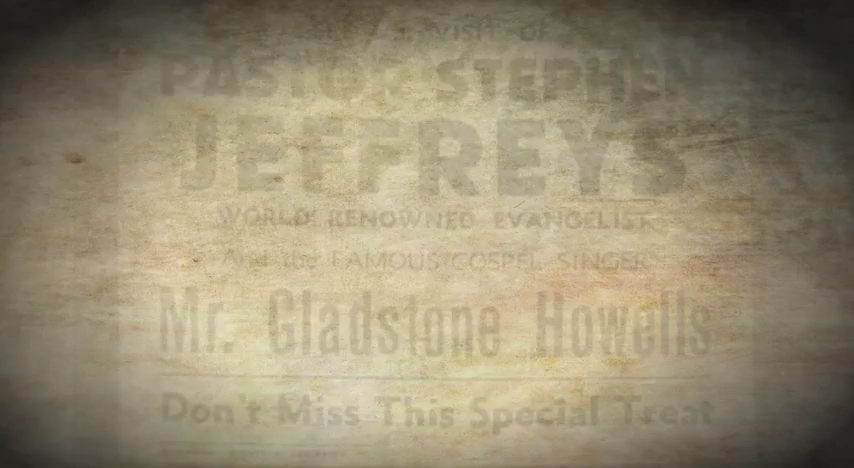 visit of
PASTOR STEPHEN
JEFFREYS
WORLD RENOWNED EVANGELIST
And the FAMOUS GOSPEL SINGER
Mr. Gladstone Howells
Don't Miss This Special Treat